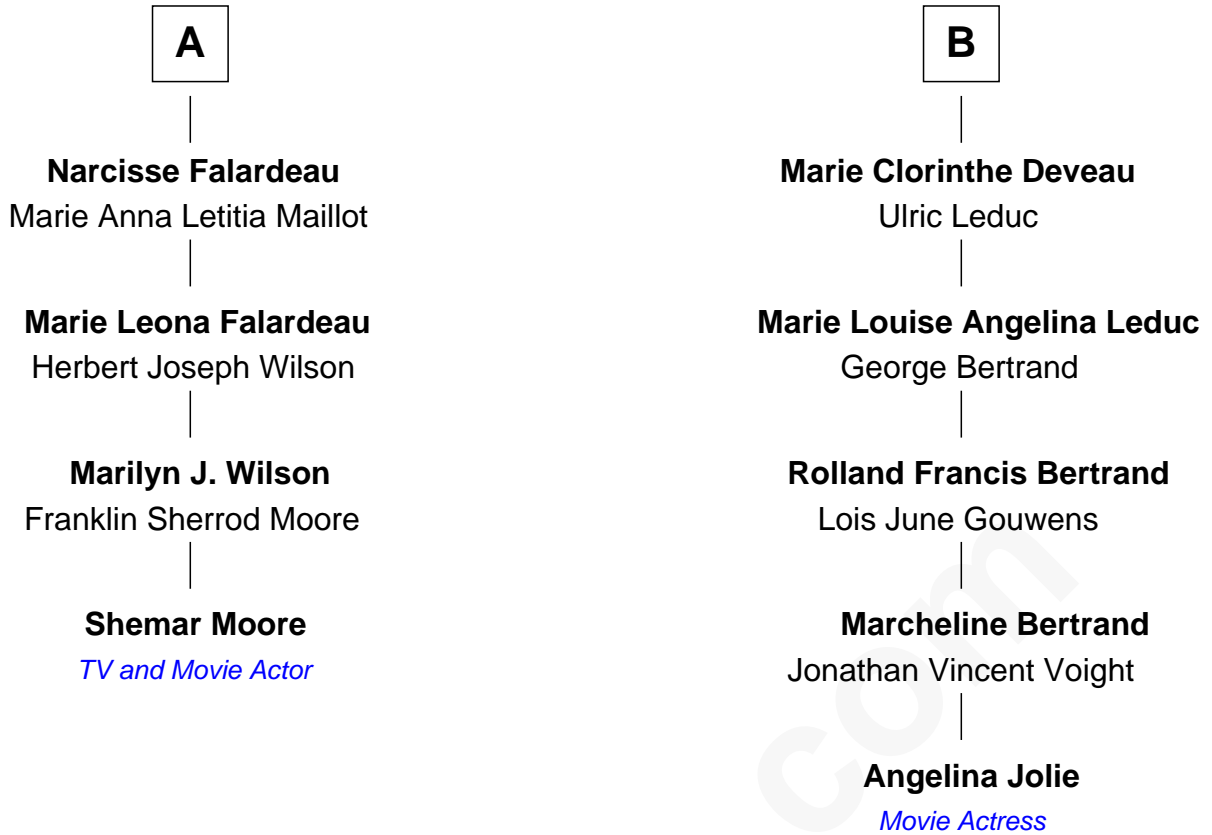 A
Narcisse Falardeau
Marie Anna Letitia Maillot
Marie Leona Falardeau
Herbert Joseph Wilson
Marilyn J. Wilson
Franklin Sherrod Moore
Shemar Moore
TV and Movie Actor
B
Marie Clorinthe Deveau
Ulric Leduc
Marie Louise Angelina Leduc
George Bertrand
Rolland Francis Bertrand
Lois June Gouwens
Marcheline Bertrand
Jonathan Vincent Voight
Angelina Jolie
Movie Actress
com